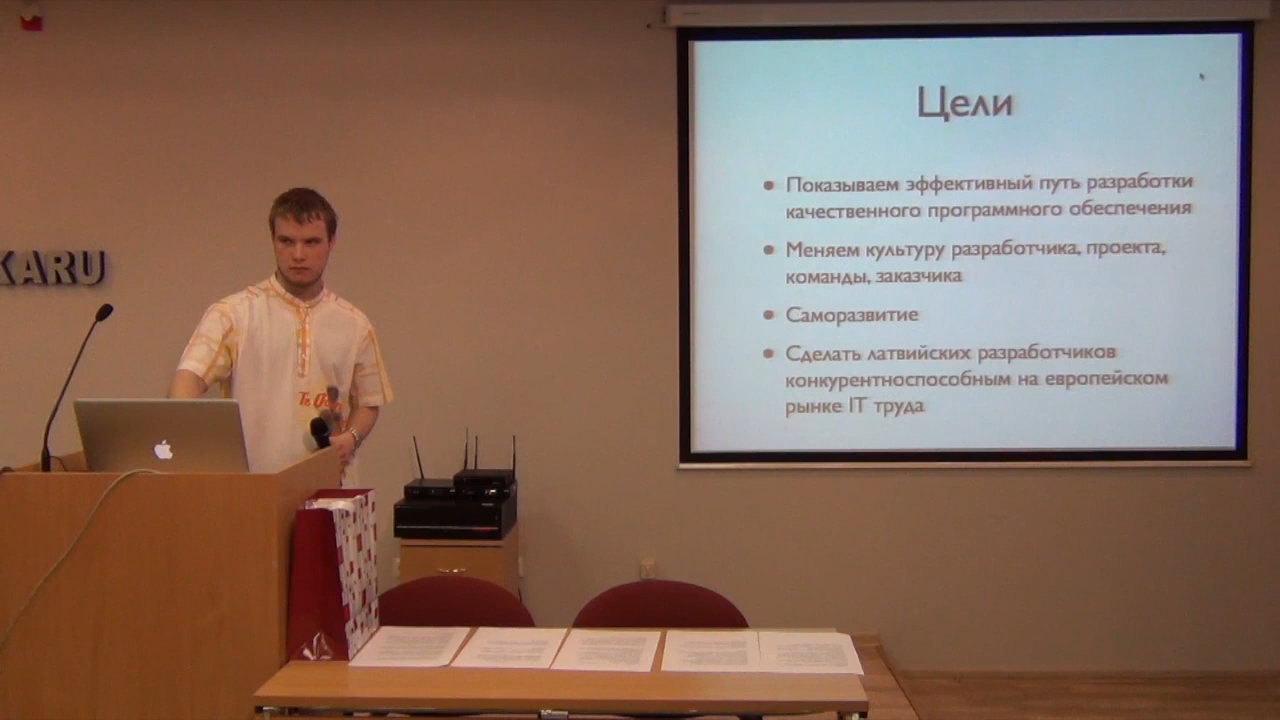 Цели
• Показываем эффективный путь разработки
качественного программного обеспечения
• Меняем культуру разработчика, проекта,
команды, заказчика
• Саморазвитие
• Сделать латвийских разработчиков
конкурентноспособным на европейском
рынке IT труда
KARU